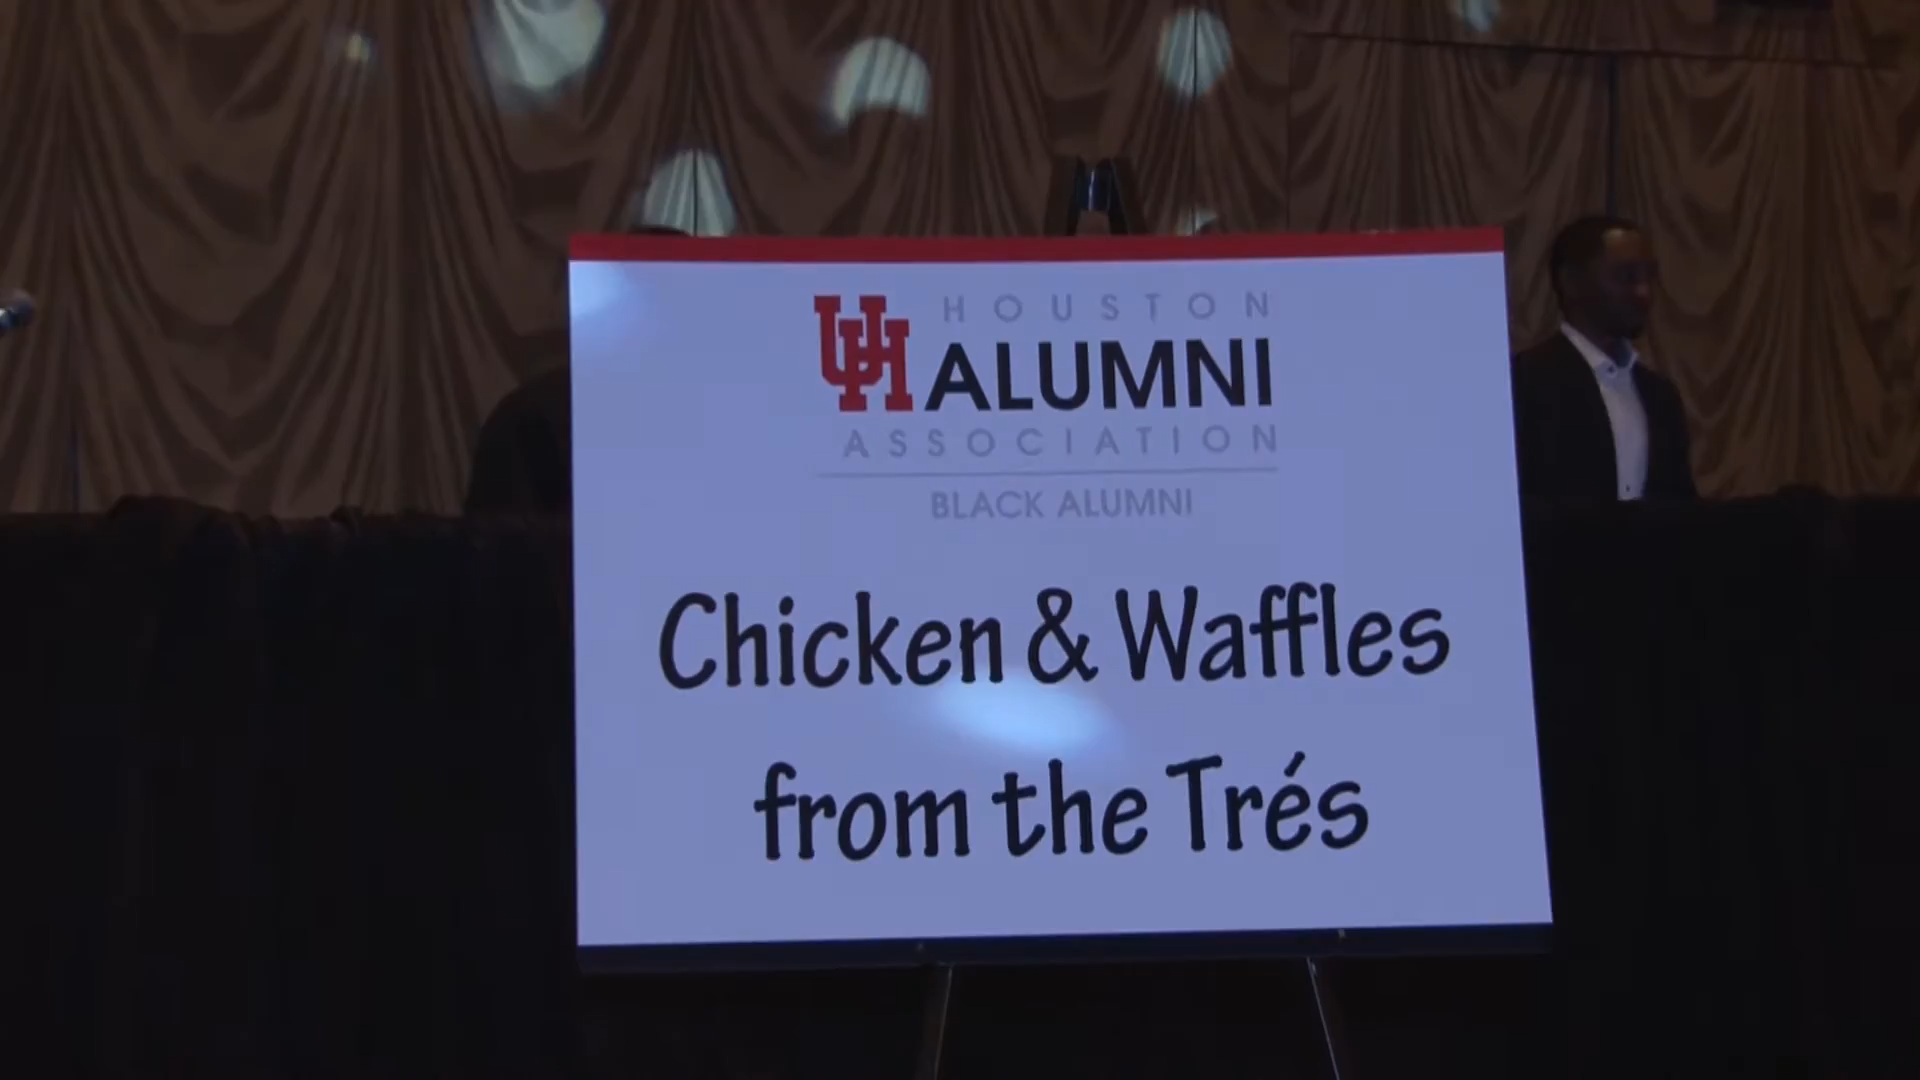 UH
HOUSTON
ALUMNI
ASSOCIATION
BLACK ALUMNI
Chicken & Waffles
from the Trés